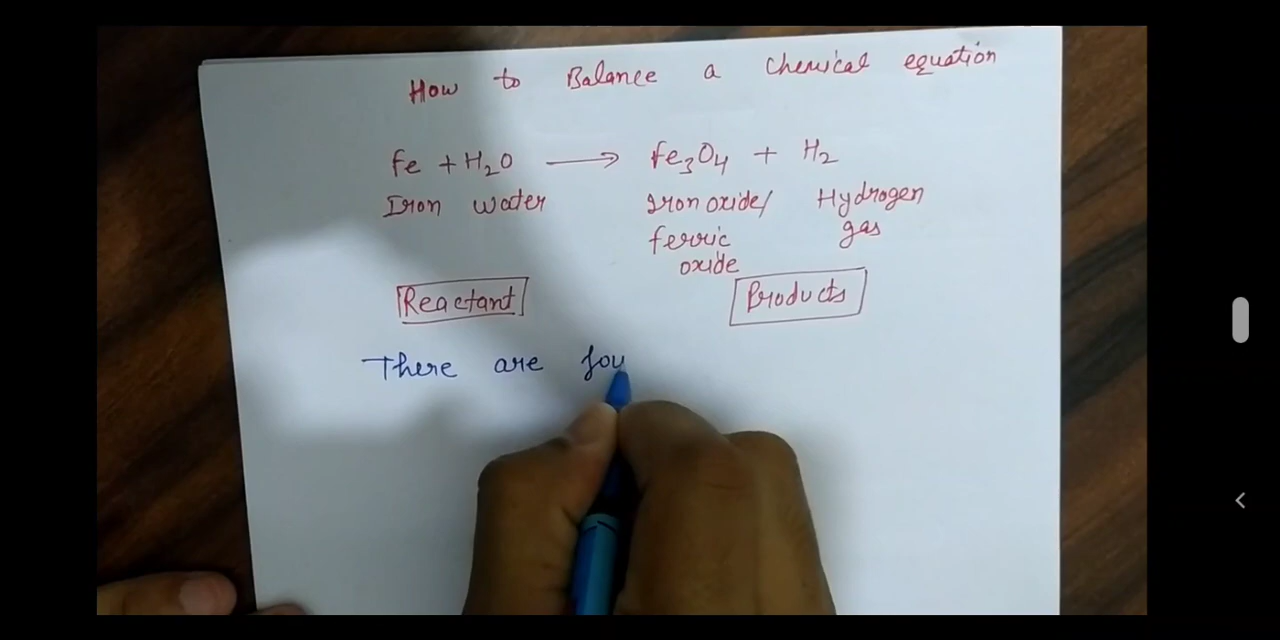 How to Balance a Chemical equation
Fe + H₂O ⟶ Fe₃O₄ + H₂
Iron water Iron oxide/ Hydrogen
ferric gas
oxide
Reactant Products
There are fou